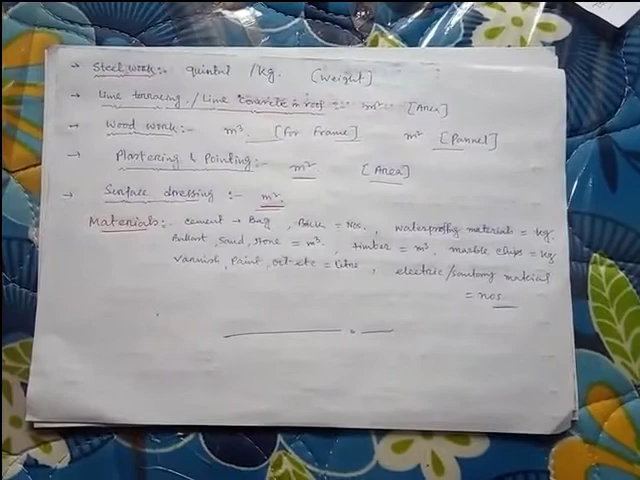 → Steel work:- quintal /Kg. [Weight]
→ Lime terracing. / Lime concrete in roof :- m² [Area]
→ Wood work:- m³. [For Frame] m² [Pannel]
→ Plastering & Pointing:- m² [Area]
→ Surface dressing :- m².
Materials:- cement → Bag, Brick = Nos., waterproofing materials = kg.
Ballast, Sand, Stone = m³, timber = m³, marble chips = kg
Varnish, Paint, oil etc = litre, electric/sanitary material
= nos